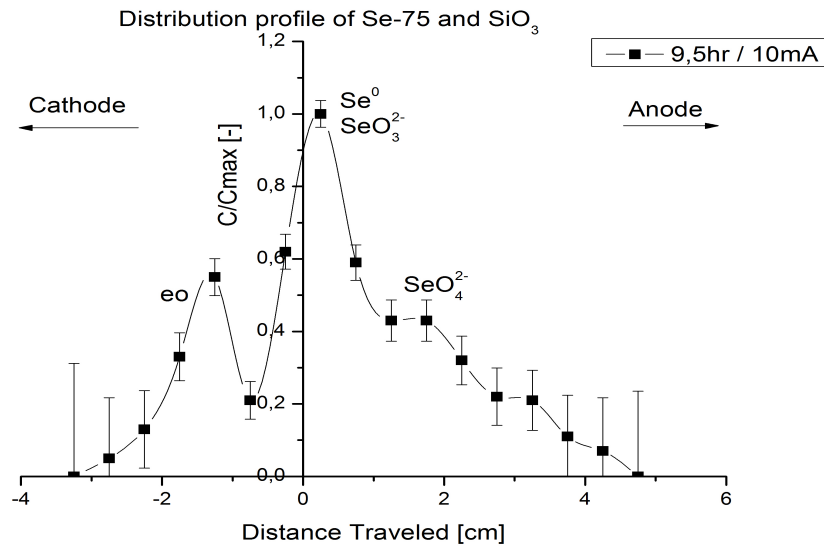 Distribution profile of Se-75 and SiO₃
1,2
9,5hr / 10mA
Cathode
Anode
Se⁰
SeO₃²⁻
1,0
C/Cmax [-]
0,8
0,6
SeO₄²⁻
eo
0,4
0,2
0,0
-4 -2 0 2 4 6
Distance Traveled [cm]